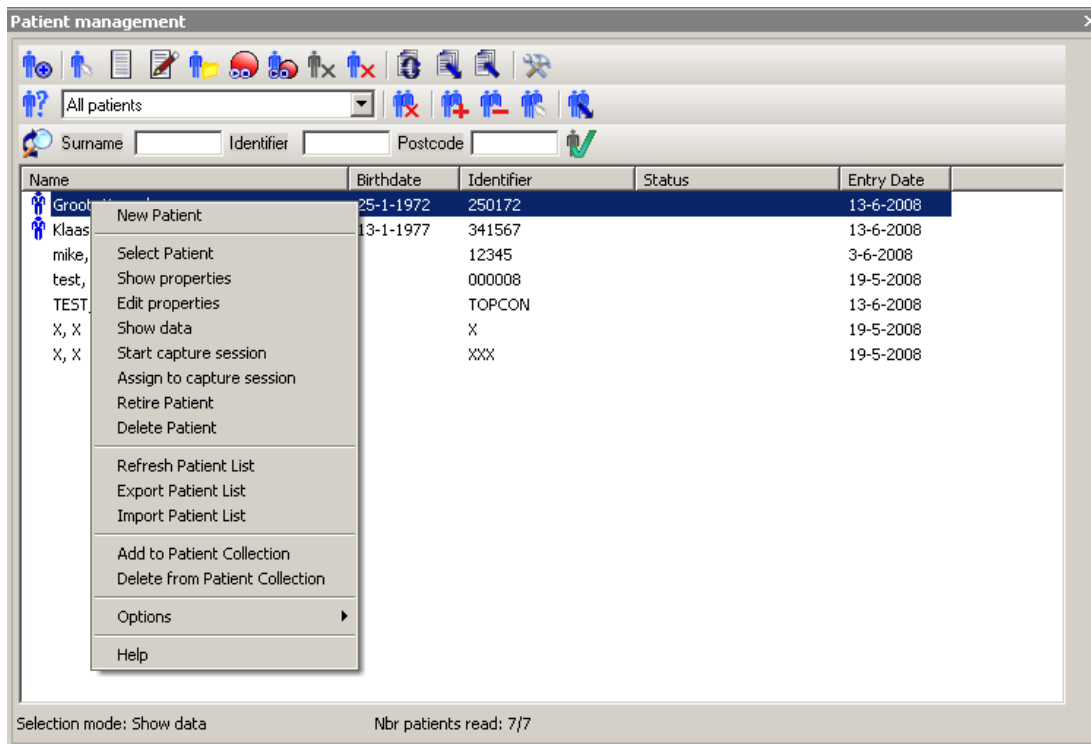 Patient management
All patients
Surname Identifier Postcode
Name Birthdate Identifier Status Entry Date
25-1-1972 250172 13-6-2008
Klaas 13-1-1977 341567 13-6-2008
mike, 12345 3-6-2008
test, 000008 19-5-2008
TEST_ TOPCON 13-6-2008
X, X X 19-5-2008
X, X XXX 19-5-2008
New Patient
Select Patient
Show properties
Edit properties
Show data
Start capture session
Assign to capture session
Retire Patient
Delete Patient
Refresh Patient List
Export Patient List
Import Patient List
Add to Patient Collection
Delete from Patient Collection
Options
Help
Selection mode: Show data Nbr patients read: 7/7